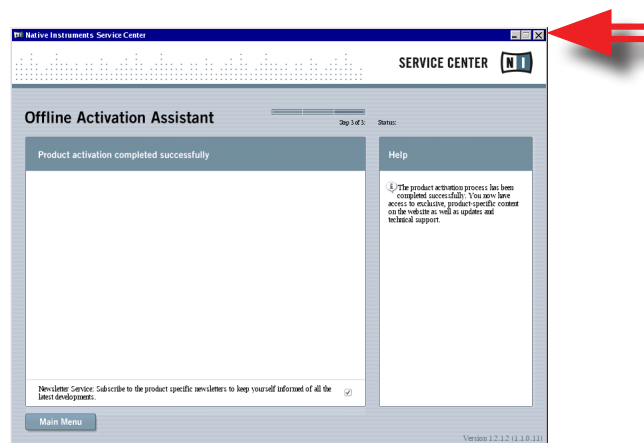 Native Instruments Service Center
SERVICE CENTER NI
Offline Activation Assistant
Step 3 of 3:
Status:
Product activation completed successfully
Help
The product activation process has been
completed successfully. You now have
access to exclusive, product-specific content
on the website as well as updates and
technical support.
Newsletter Service: Subscribe to the product specific newsletters to keep yourself informed of all the
latest developments.
Main Menu
Version 1.2.1.2 (1.1.0.11)